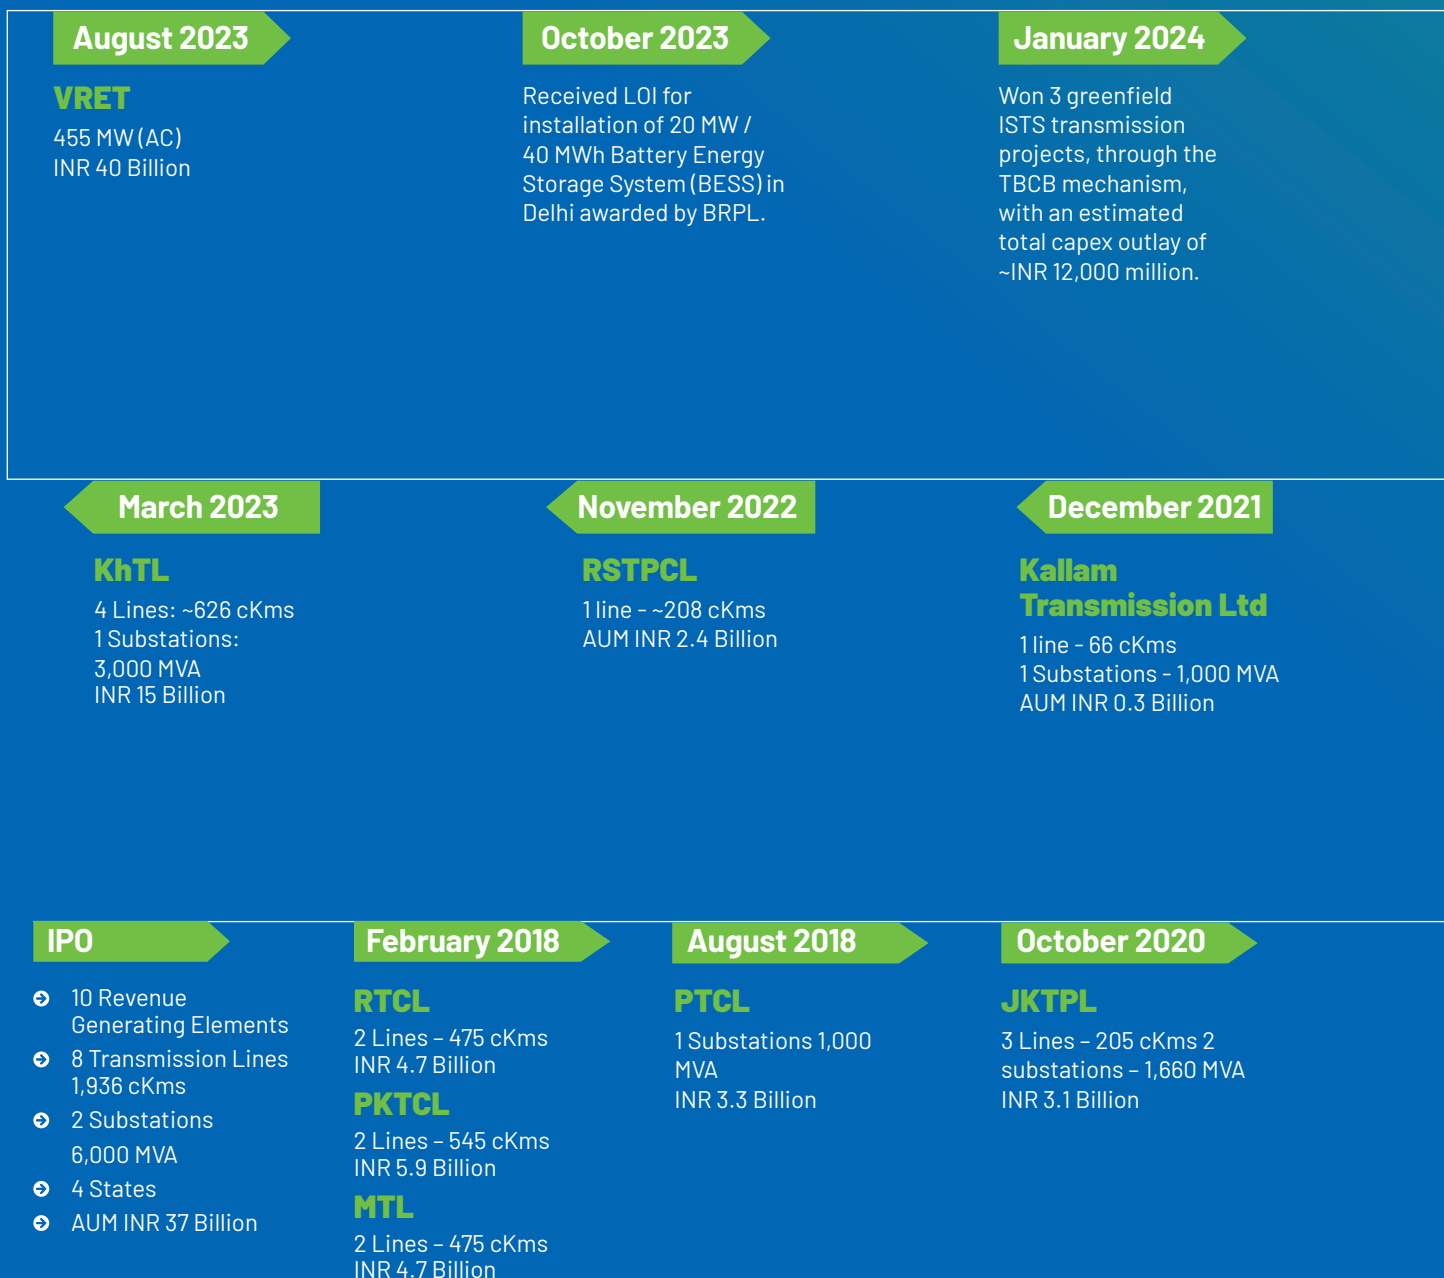 August 2023
VRET
455 MW (AC)
INR 40 Billion
October 2023
Received LOI for
installation of 20 MW /
40 MWh Battery Energy
Storage System (BESS) in
Delhi awarded by BRPL.
January 2024
Won 3 greenfield
ISTS transmission
projects, through the
TBCB mechanism,
with an estimated
total capex outlay of
~INR 12,000 million.
March 2023
KhTL
4 Lines: ~626 cKms
1 Substations:
3,000 MVA
INR 15 Billion
November 2022
RSTPCL
1 line - ~208 cKms
AUM INR 2.4 Billion
December 2021
Kallam
Transmission Ltd
1 line - 66 cKms
1 Substations - 1,000 MVA
AUM INR 0.3 Billion
IPO
10 Revenue
Generating Elements
8 Transmission Lines
1,936 cKms
2 Substations
6,000 MVA
4 States
AUM INR 37 Billion
February 2018
RTCL
2 Lines – 475 cKms
INR 4.7 Billion
PKTCL
2 Lines – 545 cKms
INR 5.9 Billion
MTL
2 Lines – 475 cKms
INR 4.7 Billion
August 2018
PTCL
1 Substations 1,000
MVA
INR 3.3 Billion
October 2020
JKTPL
3 Lines – 205 cKms 2
substations – 1,660 MVA
INR 3.1 Billion